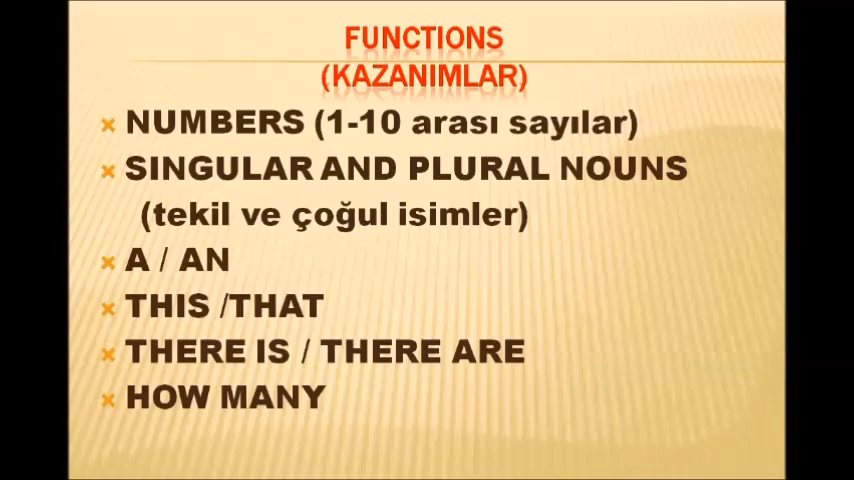 FUNCTIONS
(KAZANIMLAR)
NUMBERS (1-10 arası sayılar)
SINGULAR AND PLURAL NOUNS
(tekil ve çoğul isimler)
A / AN
THIS /THAT
THERE IS / THERE ARE
HOW MANY